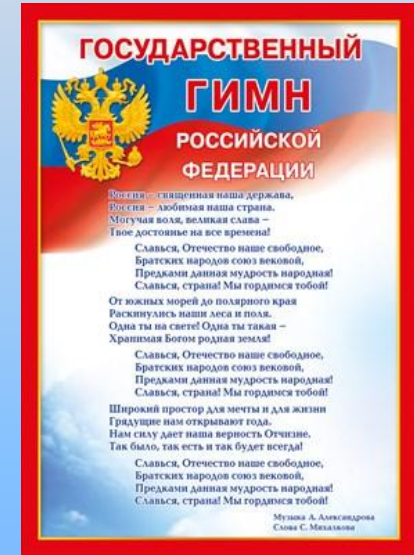 ГОСУДАРСТВЕННЫЙ
ГИМН
РОССИЙСКОЙ
ФЕДЕРАЦИИ
Россия – священная наша держава,
Россия – любимая наша страна.
Могучая воля, великая слава –
Твое достоянье на все времена!
Славься, Отечество наше свободное,
Братских народов союз вековой,
Предками данная мудрость народная!
Славься, страна! Мы гордимся тобой!
От южных морей до полярного края
Раскинулись наши леса и поля.
Одна ты на свете! Одна ты такая –
Хранимая Богом родная земля!
Славься, Отечество наше свободное,
Братских народов союз вековой,
Предками данная мудрость народная!
Славься, страна! Мы гордимся тобой!
Широкий простор для мечты и для жизни
Грядущие нам открывают года.
Нам силу дает наша верность Отчизне.
Так было, так есть и так будет всегда!
Славься, Отечество наше свободное,
Братских народов союз вековой,
Предками данная мудрость народная!
Славься, страна! Мы гордимся тобой!
Музыка А. Александрова
Слова С. Михалкова